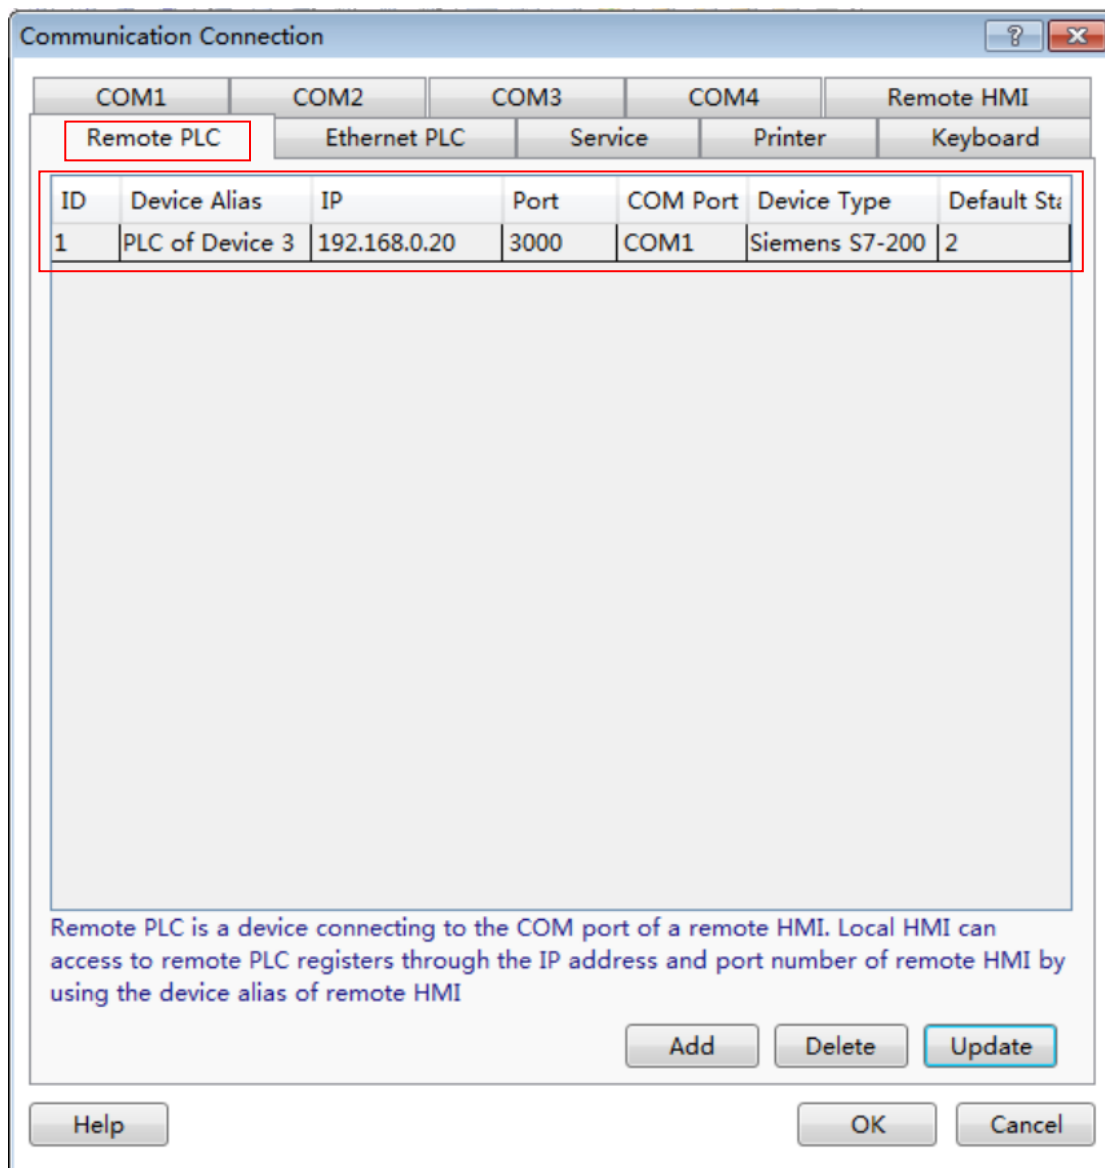 Communication Connection
COM1 COM2 COM3 COM4 Remote HMI
Remote PLC Ethernet PLC Service Printer Keyboard
ID Device Alias IP Port COM Port Device Type Default Sta
1 PLC of Device 3 192.168.0.20 3000 COM1 Siemens S7-200 2
Remote PLC is a device connecting to the COM port of a remote HMI. Local HMI can
access to remote PLC registers through the IP address and port number of remote HMI by
using the device alias of remote HMI
Add Delete Update
Help OK Cancel